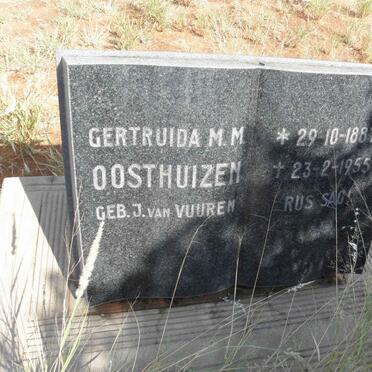 GERTRUIDA M.M. * 29-10-188
OOSTHUIZEN † 23-2-1955
GEB. J. VAN VUUREN RUS